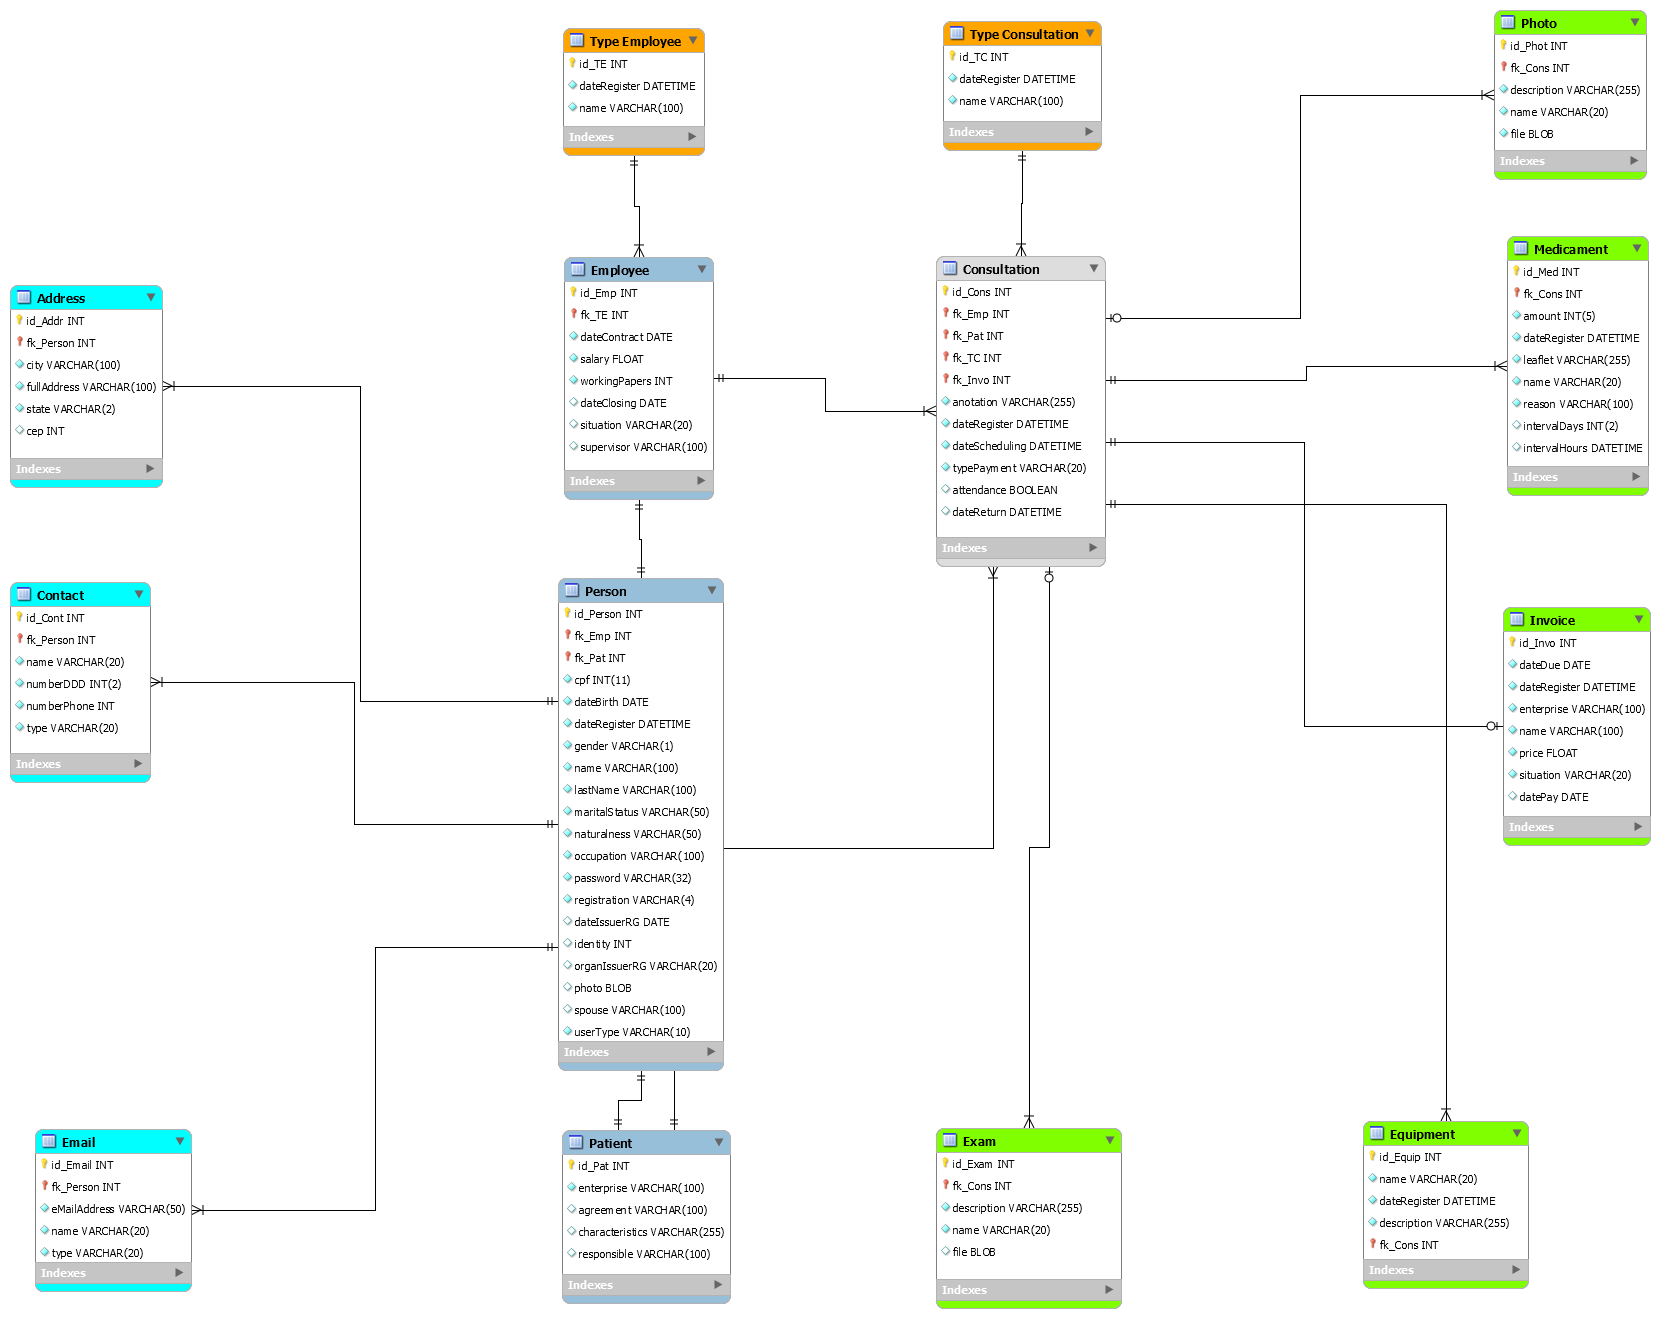 Type Employee
id_TE INT
dateRegister DATETIME
name VARCHAR(100)
Indexes
Type Consultation
id_TC INT
dateRegister DATETIME
name VARCHAR(100)
Indexes
Photo
id_Phot INT
fk_Cons INT
description VARCHAR(255)
name VARCHAR(20)
file BLOB
Indexes
Address
id_Addr INT
fk_Person INT
city VARCHAR(100)
fullAddress VARCHAR(100)
state VARCHAR(2)
cep INT
Indexes
Employee
id_Emp INT
fk_TE INT
dateContract DATE
salary FLOAT
workingPapers INT
dateClosing DATE
situation VARCHAR(20)
supervisor VARCHAR(100)
Indexes
Consultation
id_Cons INT
fk_Emp INT
fk_Pat INT
fk_TC INT
fk_Invo INT
anotation VARCHAR(255)
dateRegister DATETIME
dateScheduling DATETIME
typePayment VARCHAR(20)
attendance BOOLEAN
dateReturn DATETIME
Indexes
Medicament
id_Med INT
fk_Cons INT
amount INT(5)
dateRegister DATETIME
leaflet VARCHAR(255)
name VARCHAR(20)
reason VARCHAR(100)
intervalDays INT(2)
intervalHours DATETIME
Indexes
Contact
id_Cont INT
fk_Person INT
name VARCHAR(20)
numberDDD INT(2)
numberPhone INT
type VARCHAR(20)
Indexes
Person
id_Person INT
fk_Emp INT
fk_Pat INT
cpf INT(11)
dateBirth DATE
dateRegister DATETIME
gender VARCHAR(1)
name VARCHAR(100)
lastName VARCHAR(100)
maritalStatus VARCHAR(50)
naturalness VARCHAR(50)
occupation VARCHAR(100)
password VARCHAR(32)
registration VARCHAR(4)
dateIssuerRG DATE
identity INT
organIssuerRG VARCHAR(20)
photo BLOB
spouse VARCHAR(100)
userType VARCHAR(10)
Indexes
Invoice
id_Invo INT
dateDue DATE
dateRegister DATETIME
enterprise VARCHAR(100)
name VARCHAR(100)
price FLOAT
situation VARCHAR(20)
datePay DATE
Indexes
Email
id_Email INT
fk_Person INT
eMailAddress VARCHAR(50)
name VARCHAR(20)
type VARCHAR(20)
Indexes
Patient
id_Pat INT
enterprise VARCHAR(100)
agreement VARCHAR(100)
characteristics VARCHAR(255)
responsible VARCHAR(100)
Indexes
Exam
id_Exam INT
fk_Cons INT
description VARCHAR(255)
name VARCHAR(20)
file BLOB
Indexes
Equipment
id_Equip INT
name VARCHAR(20)
dateRegister DATETIME
description VARCHAR(255)
fk_Cons INT
Indexes